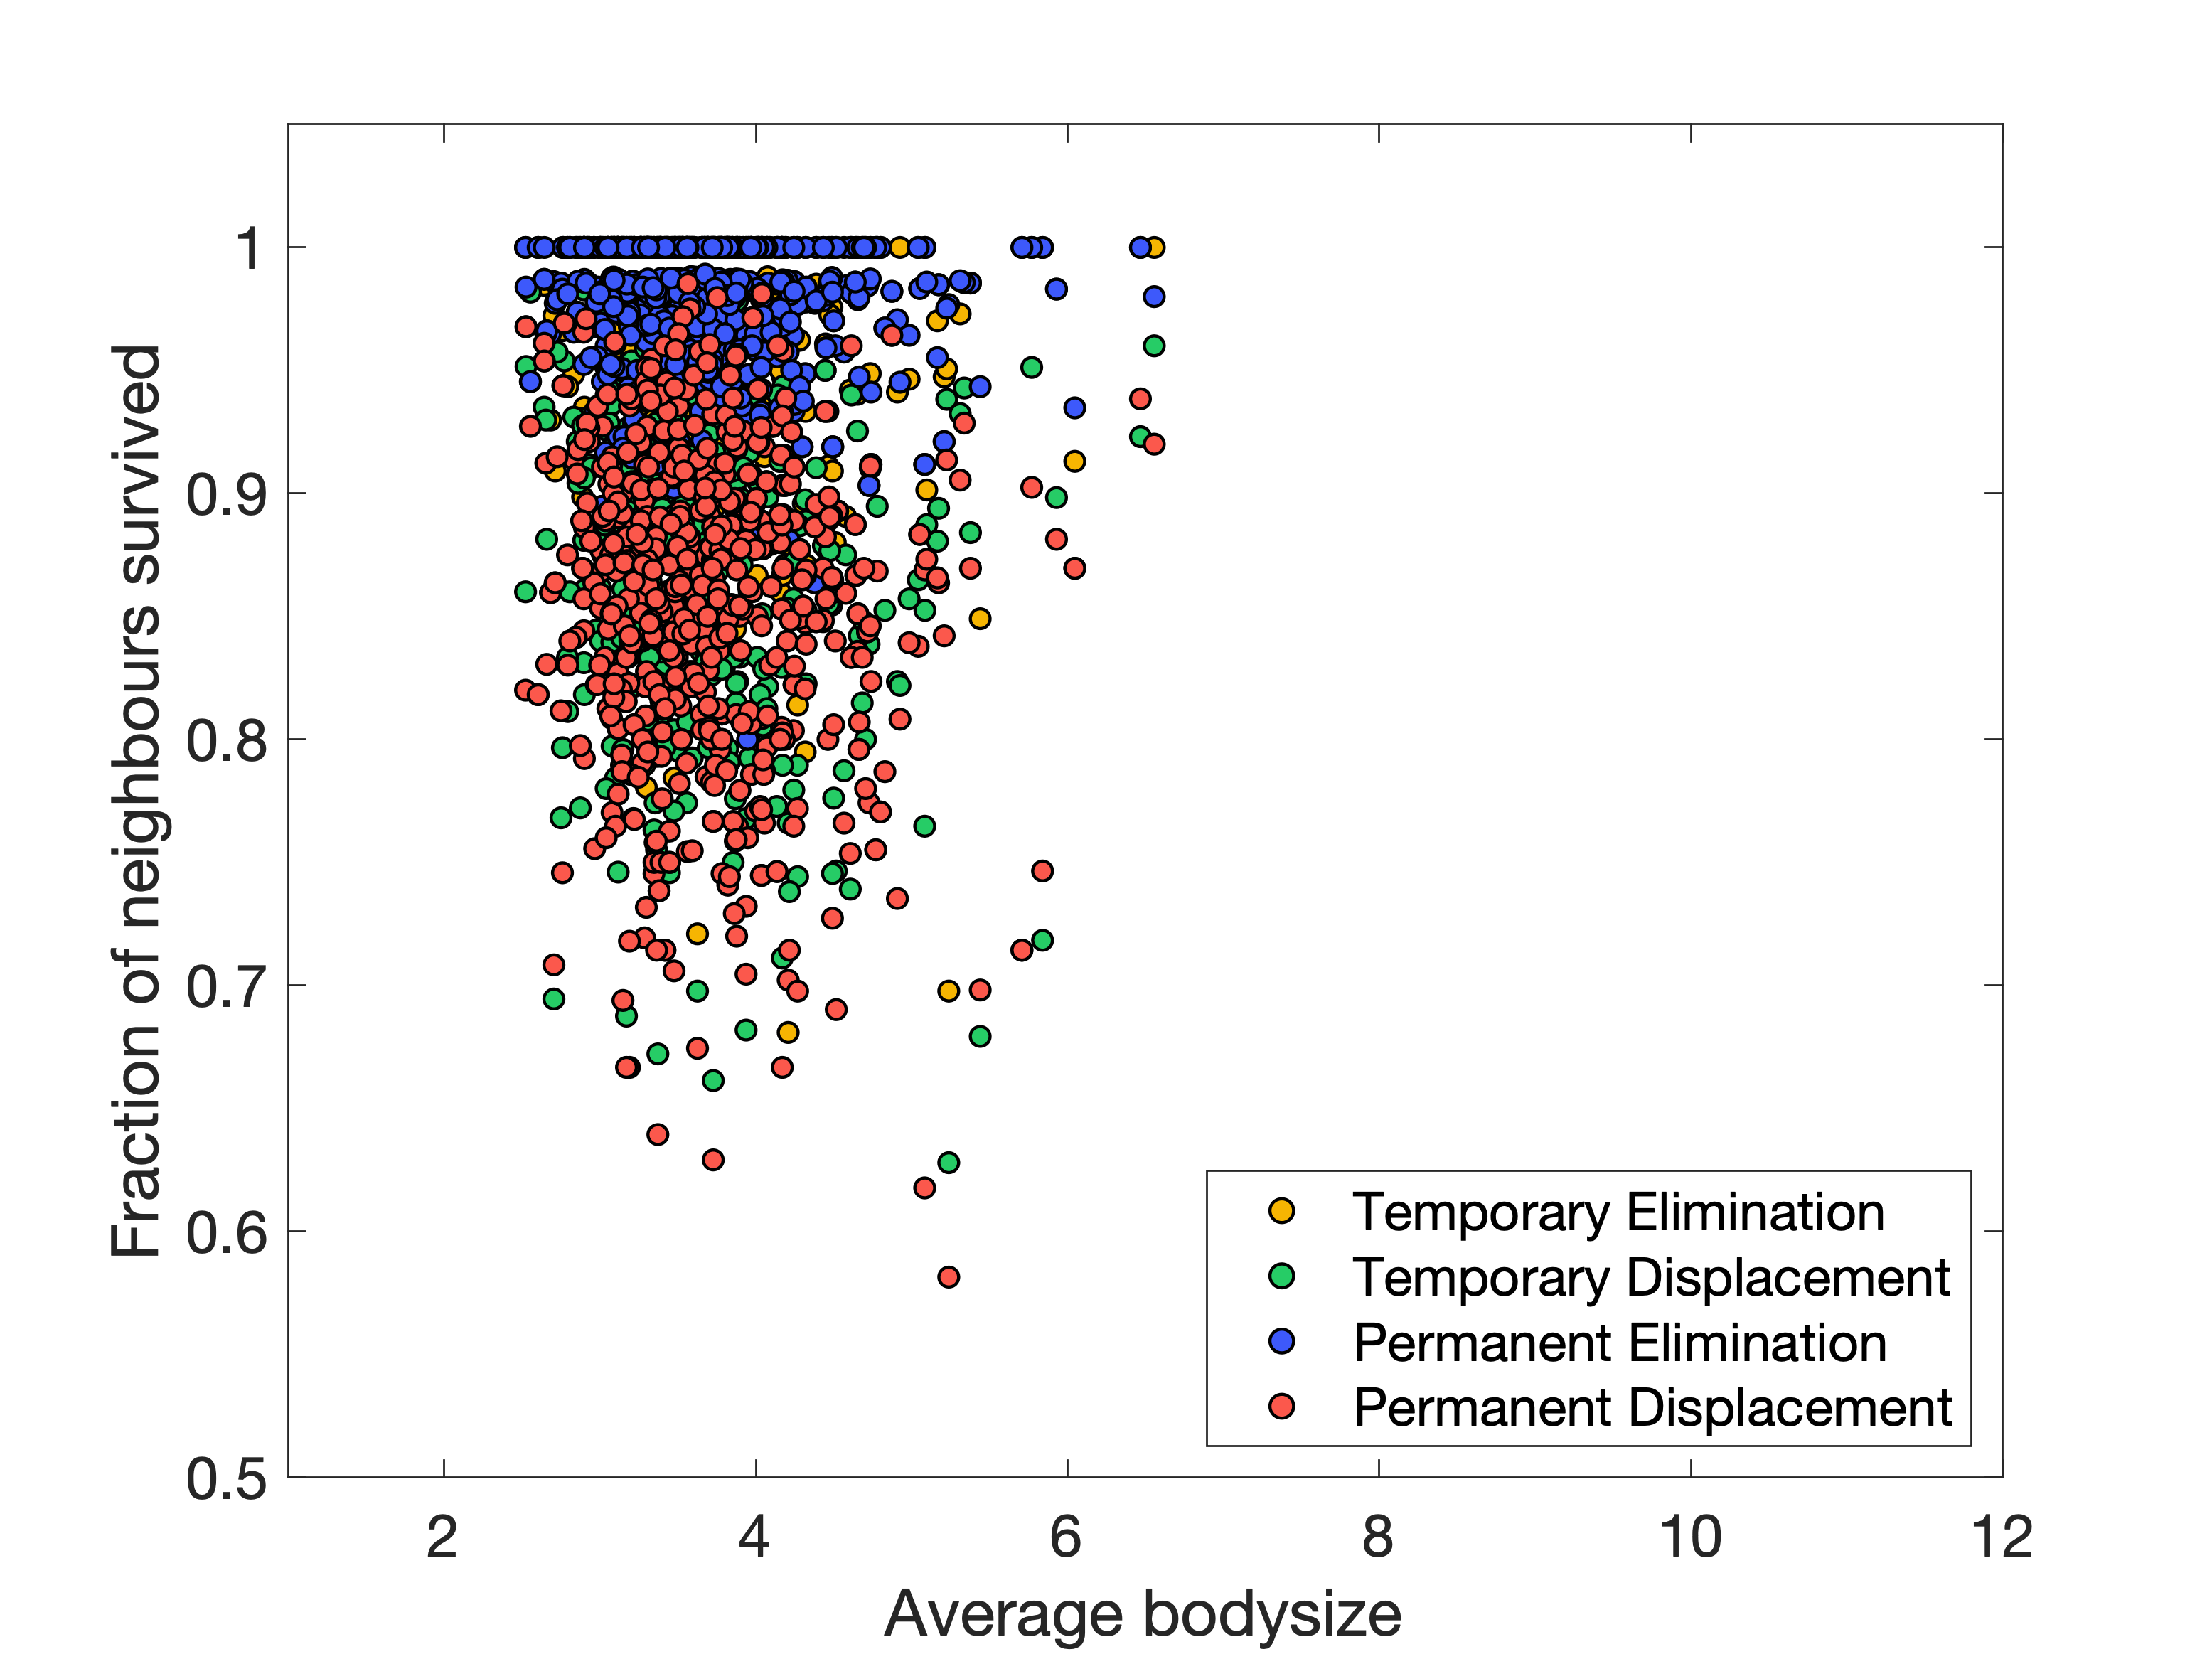 Fraction of neighbours survived
1
0.9
0.8
0.7
0.6
0.5
2 4 6 8 10 12
Average bodysize
Temporary Elimination
Temporary Displacement
Permanent Elimination
Permanent Displacement